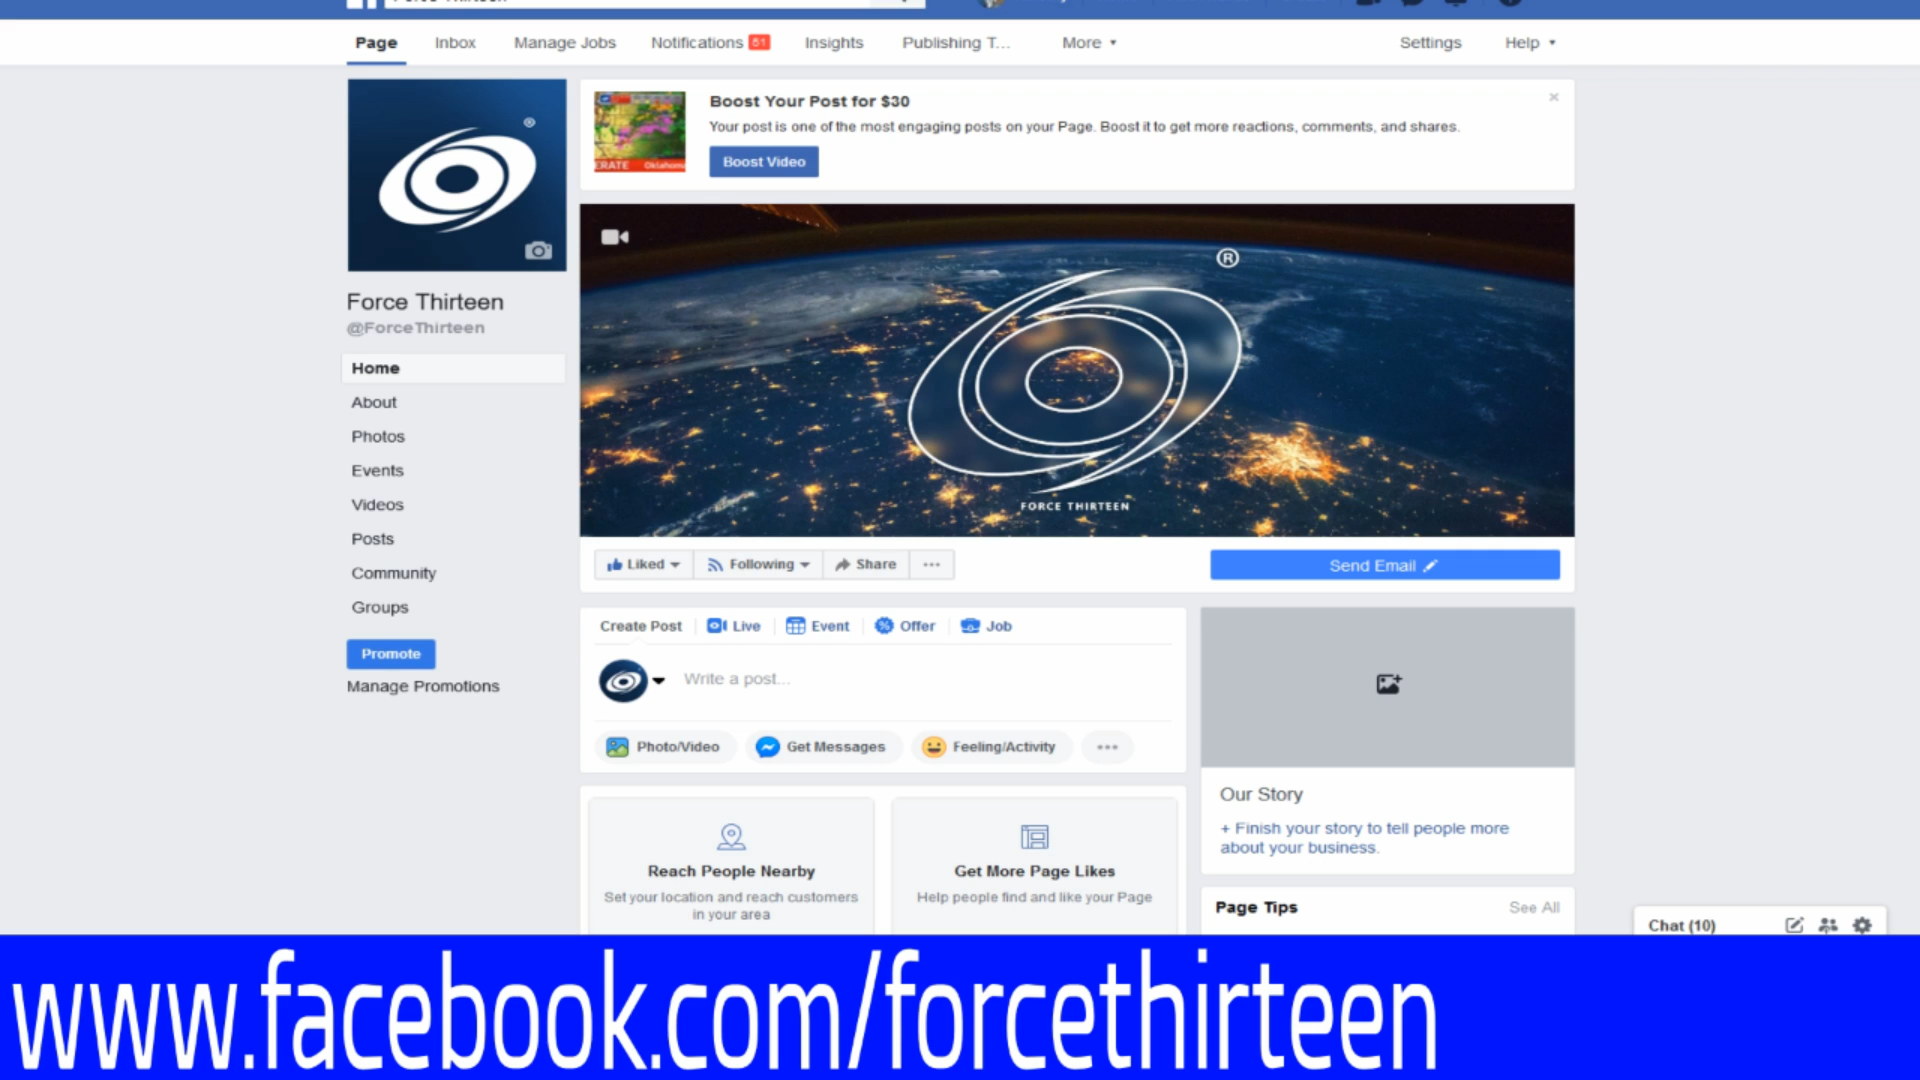 Page
Inbox
Manage Jobs
Notifications 61
Insights
Publishing T...
More
Settings
Help
Boost Your Post for $30
Your post is one of the most engaging posts on your Page. Boost it to get more reactions, comments, and shares.
ERATE Oklahoma
Boost Video
®
Force Thirteen
@ForceThirteen
Home
About
Photos
Events
Videos
Posts
Community
Groups
Promote
Manage Promotions
®
FORCE THIRTEEN
Liked
Following
Share
Send Email
Create Post
Live
Event
Offer
Job
Write a post...
Photo/Video
Get Messages
Feeling/Activity
Reach People Nearby
Set your location and reach customers
in your area
Get More Page Likes
Help people find and like your Page
Our Story
+ Finish your story to tell people more
about your business.
Page Tips
See All
Chat (10)
www.facebook.com/forcethirteen